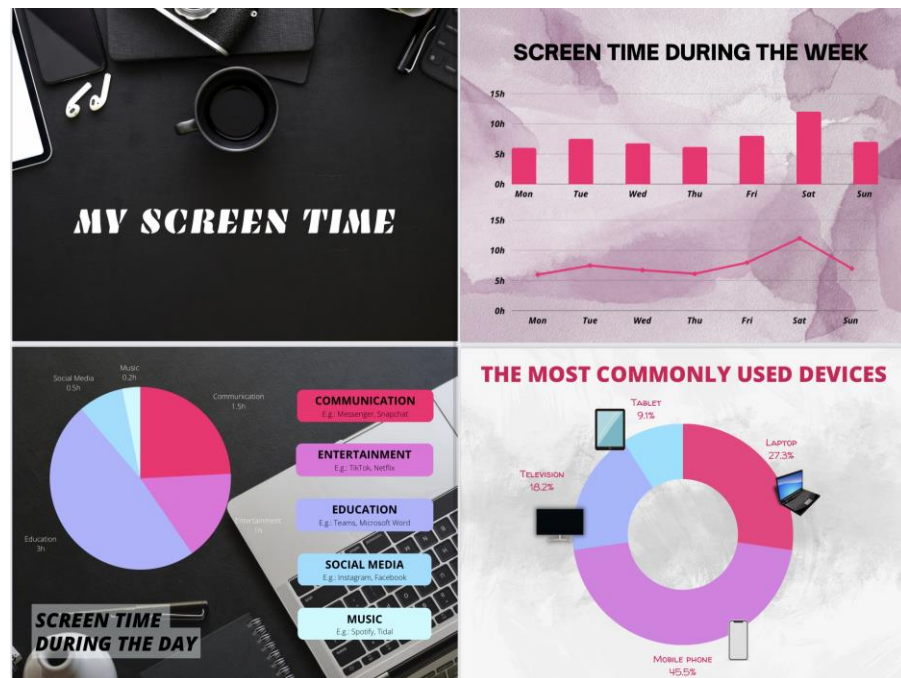 MY SCREEN TIME
SCREEN TIME DURING THE WEEK
15h
10h
5h
0h
Mon Tue Wed Thu Fri Sat Sun
15h
10h
5h
0h
Mon Tue Wed Thu Fri Sat Sun
Music
0.2h
Social Media
0.5h
Communication
1.5h
Entertainment
1h
Education
3h
COMMUNICATION
E.g.: Messenger, Snapchat
ENTERTAINMENT
E.g.: TikTok, Netflix
EDUCATION
E.g.: Teams, Microsoft Word
SOCIAL MEDIA
E.g.: Instagram, Facebook
MUSIC
E.g.: Spotify, Tidal
SCREEN TIME
DURING THE DAY
THE MOST COMMONLY USED DEVICES
Tablet
9.1%
Laptop
27.3%
Television
18.2%
Mobile phone
45.5%